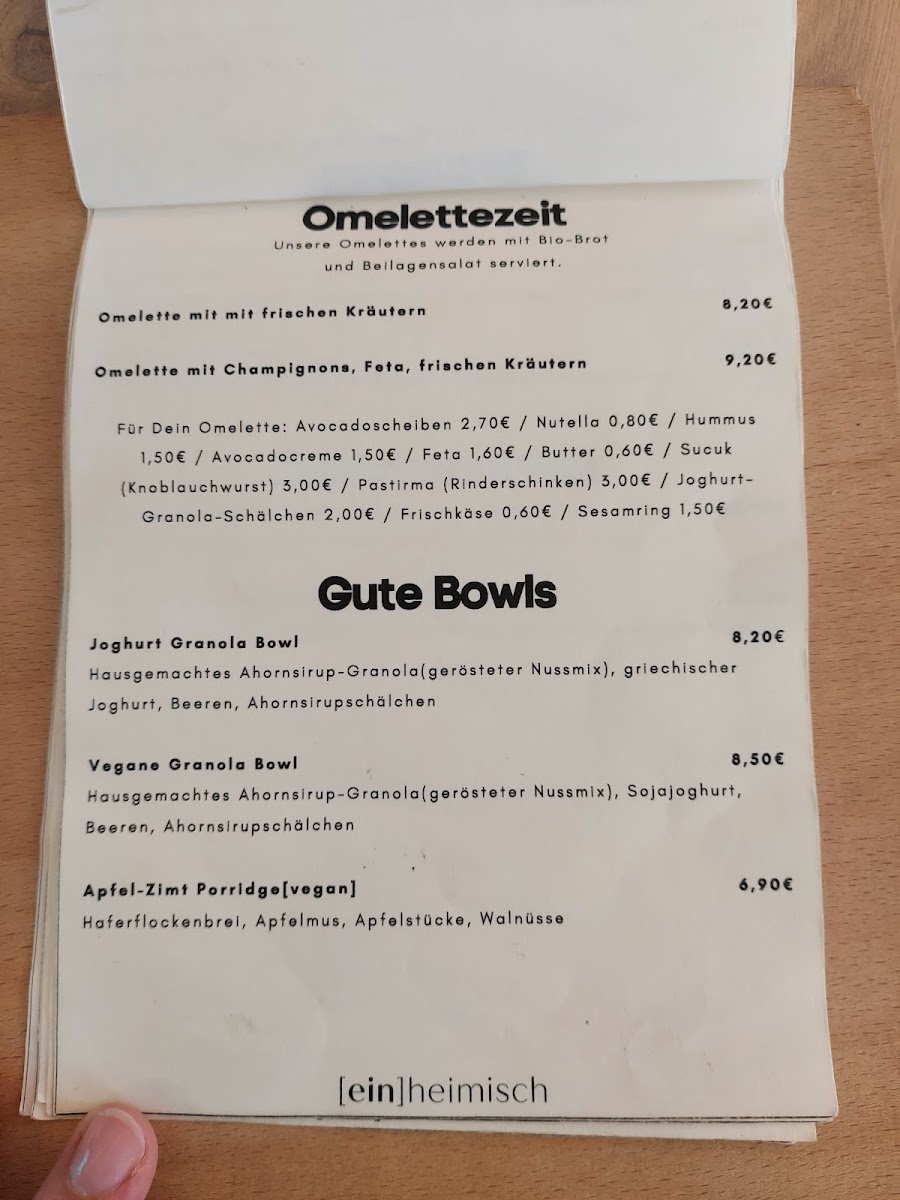 Omelettezeit
Unsere Omelettes werden mit Bio-Brot
und Beilagensalat serviert.
Omelette mit mit frischen Kräutern 8,20€
Omelette mit Champignons, Feta, frischen Kräutern 9,20€
Für Dein Omelette: Avocadoscheiben 2,70€ / Nutella 0,80€ / Hummus
1,50€ / Avocadocreme 1,50€ / Feta 1,60€ / Butter 0,60€ / Sucuk
(Knoblauchwurst) 3,00€ / Pastirma (Rinderschinken) 3,00€ / Joghurt-
Granola-Schälchen 2,00€ / Frischkäse 0,60€ / Sesamring 1,50€
Gute Bowls
Joghurt Granola Bowl 8,20€
Hausgemachtes Ahornsirup-Granola(gerösteter Nussmix), griechischer
Joghurt, Beeren, Ahornsirupschälchen
Vegane Granola Bowl 8,50€
Hausgemachtes Ahornsirup-Granola(gerösteter Nussmix), Sojajoghurt,
Beeren, Ahornsirupschälchen
Apfel-Zimt Porridge[vegan] 6,90€
Haferflockenbrei, Apfelmus, Apfelstücke, Walnüsse
[ein]heimisch